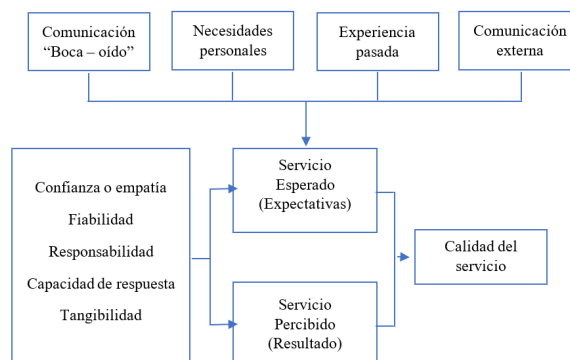 Comunicación
“Boca – oído”
Necesidades
personales
Experiencia
pasada
Comunicación
externa
Confianza o empatía
Fiabilidad
Responsabilidad
Capacidad de respuesta
Tangibilidad
Servicio
Esperado
(Expectativas)
Servicio
Percibido
(Resultado)
Calidad del
servicio